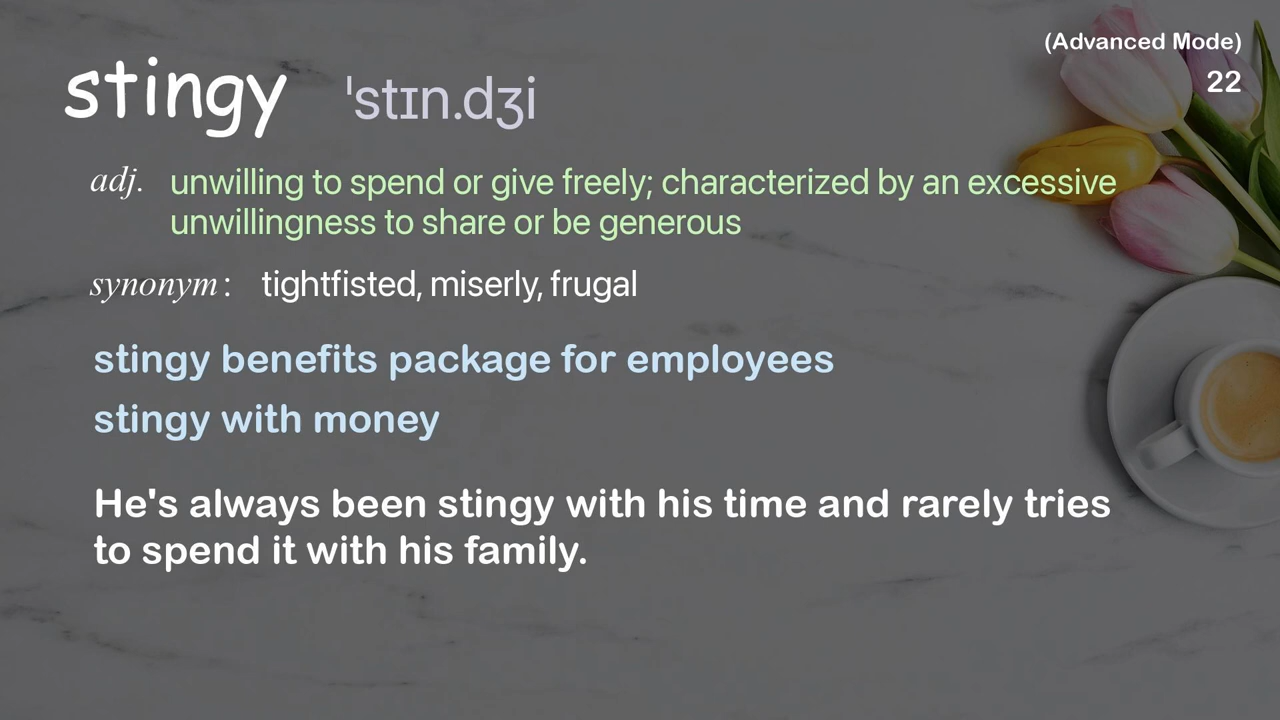 (Advanced Mode)
22
stingy ˈstɪn.dʒi
adj. unwilling to spend or give freely; characterized by an excessive
unwillingness to share or be generous
synonym : tightfisted, miserly, frugal
stingy benefits package for employees
stingy with money
He's always been stingy with his time and rarely tries
to spend it with his family.